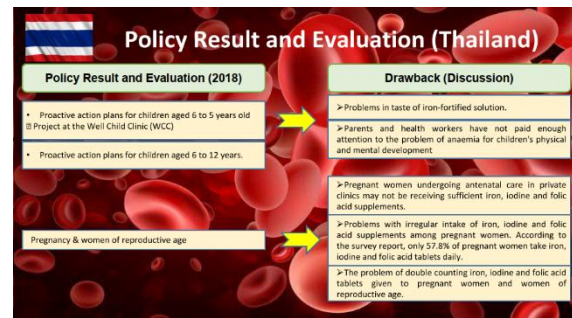 Policy Result and Evaluation (Thailand)
Policy Result and Evaluation (2018)
• Proactive action plans for children aged 6 to 5 years old
⍰ Project at the Well Child Clinic (WCC)
• Proactive action plans for children aged 6 to 12 years.
Pregnancy & women of reproductive age
Drawback (Discussion)
➢Problems in taste of iron-fortified solution.
➢Parents and health workers have not paid enough
attention to the problem of anaemia for children's physical
and mental development
➢Pregnant women undergoing antenatal care in private
clinics may not be receiving sufficient iron, iodine and folic
acid supplements.
➢Problems with irregular intake of iron, iodine and folic
acid supplements among pregnant women. According to
the survey report, only 57.8% of pregnant women take iron,
iodine and folic acid tablets daily.
➢The problem of double counting iron, iodine and folic acid
tablets given to pregnant women and women of
reproductive age.